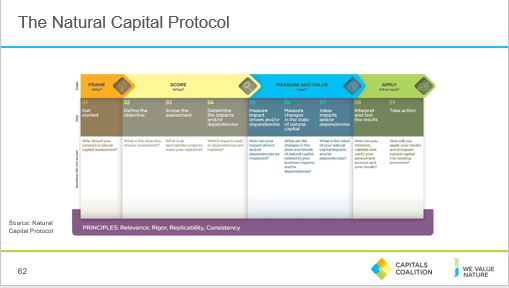 The Natural Capital Protocol
Stage
FRAME
Why?
SCOPE
What?
MEASURE AND VALUE
How?
APPLY
What next?
Step
01
Get
started
02
Define the
objective
03
Scope the
assessment
04
Determine
the impacts
and/or
dependencies
05
Measure
impact
drivers and/or
dependencies
06
Measure
changes
in the state
of natural
capital
07
Value
impacts
and/or
dependencies
08
Interpret
and test
the results
09
Take action
Why should you
conduct a natural
capital assessment?
What is the objective
of your assessment?
What is an
appropriate scope to
meet your objective?
Which impacts and/
or dependencies are
material?
How can your
impact drivers
and/or
dependencies be
measured?
What are the changes
in the state and trends
of natural capital
related to your
business impacts
and/or
dependencies?
What is the value
of your natural
capital impacts
and/or
dependencies?
How can you
interpret,
validate and
verify your
assessment
process and
your results?
How will you
apply your
results and
integrate
natural capital
into existing
processes?
PRINCIPLES: Relevance, Rigor, Replicability, Consistency
Source: Natural
Capital Protocol
62
CAPITALS
COALITION
WE VALUE
NATURE